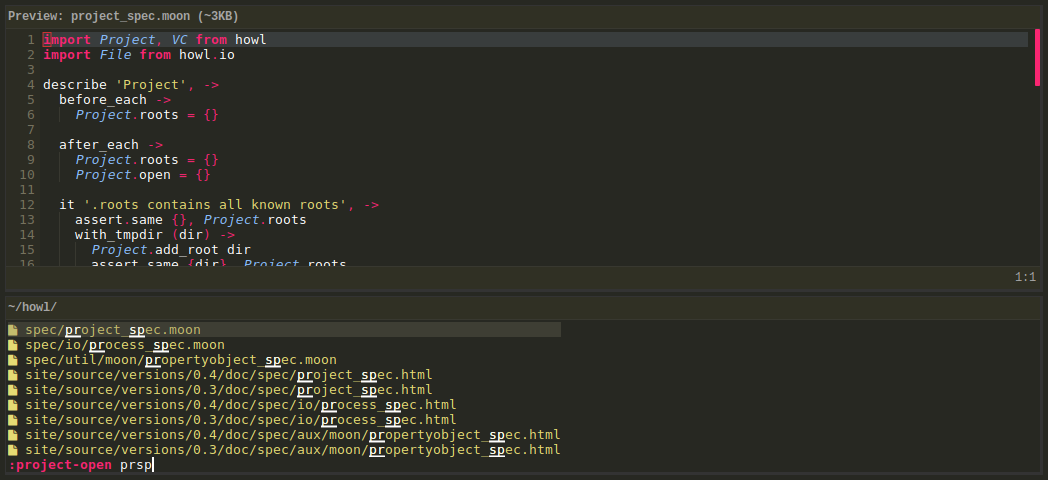 Preview: project_spec.moon (~3KB)
1 import Project, VC from howl
2 import File from howl.io
3
4 describe 'Project', ->
5   before_each ->
6     Project.roots = {}
7
8   after_each ->
9     Project.roots = {}
10     Project.open = {}
11
12   it '.roots contains all known roots', ->
13     assert.same {}, Project.roots
14     with_tmpdir (dir) ->
15       Project.add_root dir
16       assert.same {dir}, Project.roots
1:1
~/howl/
spec/project_spec.moon
spec/io/process_spec.moon
spec/util/moon/propertyobject_spec.moon
site/source/versions/0.4/doc/spec/project_spec.html
site/source/versions/0.3/doc/spec/project_spec.html
site/source/versions/0.4/doc/spec/io/process_spec.html
site/source/versions/0.3/doc/spec/io/process_spec.html
site/source/versions/0.4/doc/spec/aux/moon/propertyobject_spec.html
site/source/versions/0.3/doc/spec/aux/moon/propertyobject_spec.html
:project-open prsp